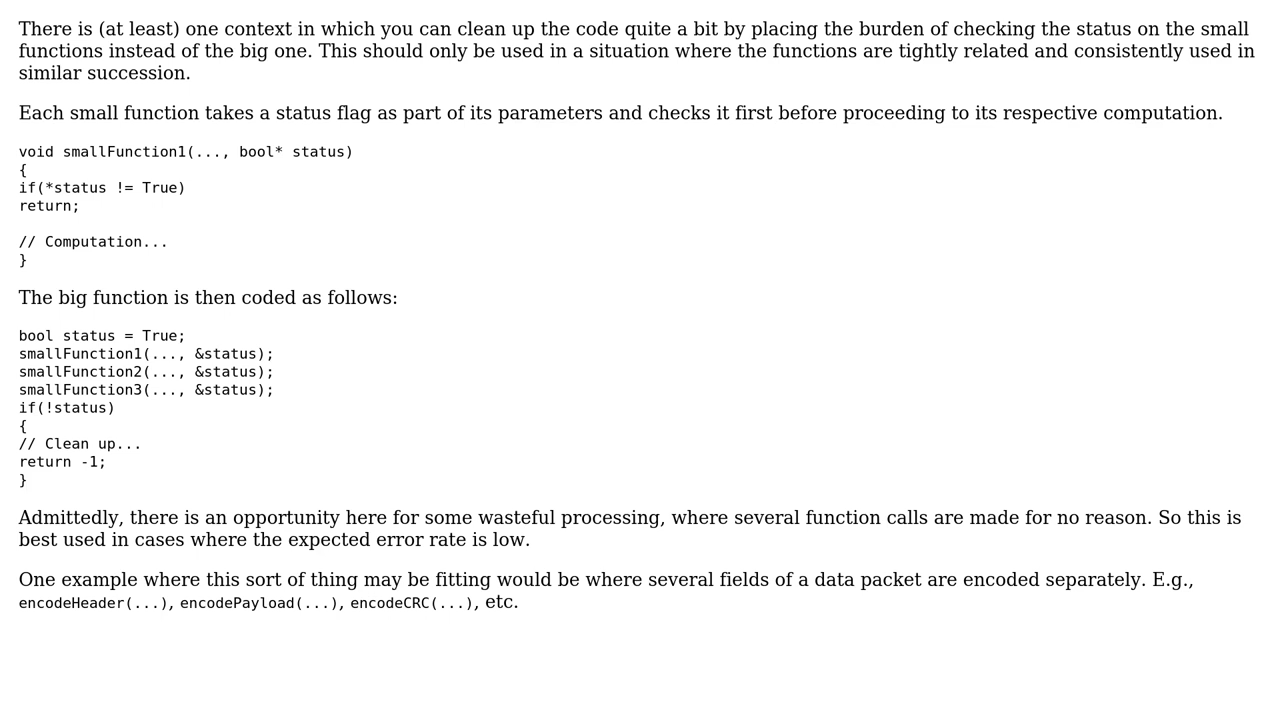 There is (at least) one context in which you can clean up the code quite a bit by placing the burden of checking the status on the small
functions instead of the big one. This should only be used in a situation where the functions are tightly related and consistently used in
similar succession.
Each small function takes a status flag as part of its parameters and checks it first before proceeding to its respective computation.
void smallFunction1(..., bool* status)
{
if(*status != True)
return;
// Computation...
}
The big function is then coded as follows:
bool status = True;
smallFunction1(..., &status);
smallFunction2(..., &status);
smallFunction3(..., &status);
if(!status)
{
// Clean up...
return -1;
}
Admittedly, there is an opportunity here for some wasteful processing, where several function calls are made for no reason. So this is
best used in cases where the expected error rate is low.
One example where this sort of thing may be fitting would be where several fields of a data packet are encoded separately. E.g.,
encodeHeader(...), encodePayload(...), encodeCRC(...), etc.